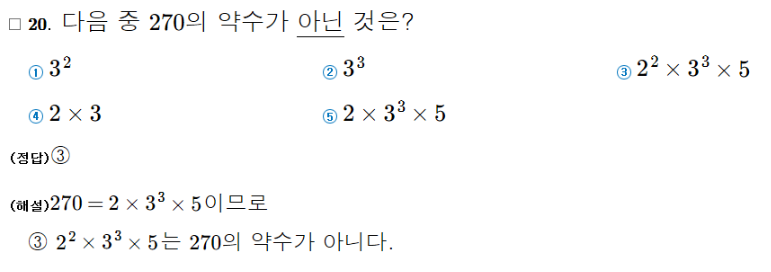 □ 20. 다음 중 270의 약수가 아닌 것은?
① 3² ② 3³ ③ 2² × 3³ × 5
④ 2 × 3 ⑤ 2 × 3³ × 5
(정답)③
(해설)270 = 2 × 3³ × 5이므로
③ 2² × 3³ × 5는 270의 약수가 아니다.